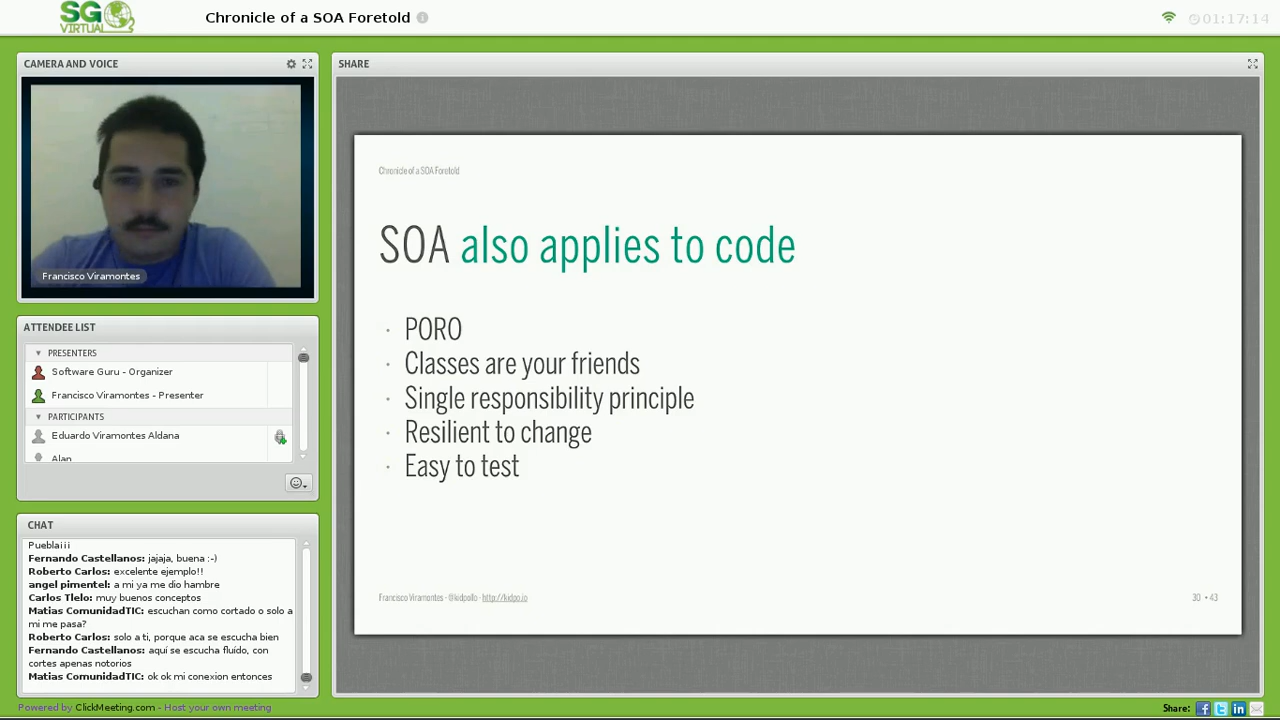 SG
VIRTUAL
Chronicle of a SOA Foretold
01:17:14
CAMERA AND VOICE
Francisco Viramontes
ATTENDEE LIST
PRESENTERS
Software Guru - Organizer
Francisco Viramontes - Presenter
PARTICIPANTS
Eduardo Viramontes Aldana
Alan
CHAT
Pueblaiii
Fernando Castellanos: jajaja, buena :-)
Roberto Carlos: excelente ejemplo!!
angel pimentel: a mi ya me dio hambre
Carlos Tlelo: muy buenos conceptos
Matias ComunidadTIC: escuchan como cortado o solo a
mi me pasa?
Roberto Carlos: solo a ti, porque aca se escucha bien
Fernando Castellanos: aquí se escucha fluído, con
cortes apenas notorios
Matias ComunidadTIC: ok ok mi conexion entonces
SHARE
Chronicle of a SOA Foretold
SOA also applies to code
· PORO
· Classes are your friends
· Single responsibility principle
· Resilient to change
· Easy to test
Francisco Viramontes - @kidpollo - http://kidpo.io
30 • 43
Powered by ClickMeeting.com - Host your own meeting
Share: